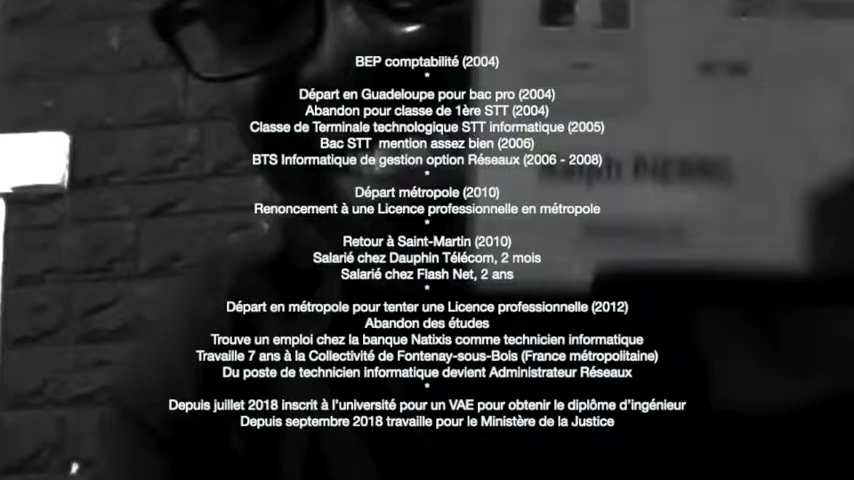 BEP comptabilité (2004)
*
Départ en Guadeloupe pour bac pro (2004)
Abandon pour classe de 1ère STT (2004)
Classe de Terminale technologique STT informatique (2005)
Bac STT mention assez bien (2006)
BTS Informatique de gestion option Réseaux (2006 - 2008)
*
Départ métropole (2010)
Renoncement à une Licence professionnelle en métropole
*
Retour à Saint-Martin (2010)
Salarié chez Dauphin Télécom, 2 mois
Salarié chez Flash Net, 2 ans
*
Départ en métropole pour tenter une Licence professionnelle (2012)
Abandon des études
Trouve un emploi chez la banque Natixis comme technicien informatique
Travaille 7 ans à la Collectivité de Fontenay-sous-Bois (France métropolitaine)
Du poste de technicien informatique devient Administrateur Réseaux
*
Depuis juillet 2018 inscrit à l'université pour un VAE pour obtenir le diplôme d'ingénieur
Depuis septembre 2018 travaille pour le Ministère de la Justice